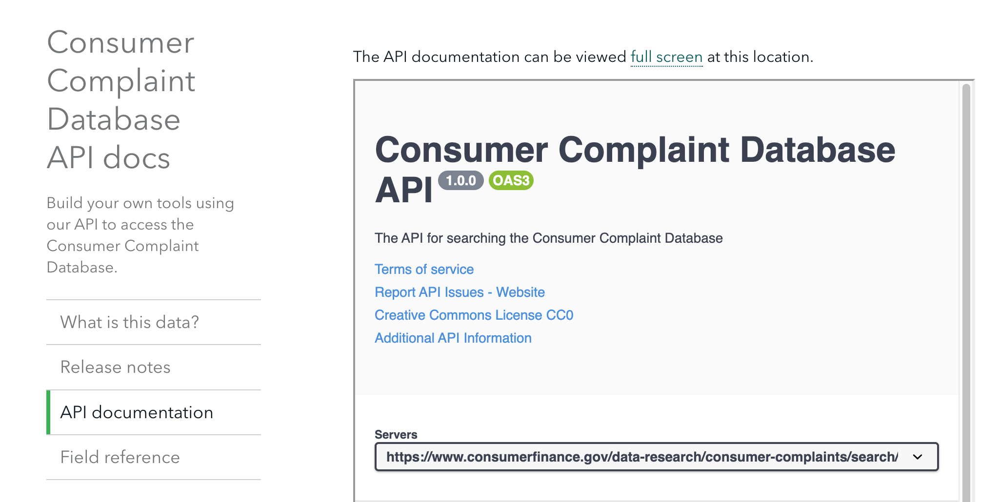 Consumer
Complaint
Database
API docs
Build your own tools using
our API to access the
Consumer Complaint
Database.
What is this data?
Release notes
API documentation
Field reference
The API documentation can be viewed full screen at this location.
Consumer Complaint Database
API 1.0.0 OAS3
The API for searching the Consumer Complaint Database
Terms of service
Report API Issues - Website
Creative Commons License CC0
Additional API Information
Servers
https://www.consumerfinance.gov/data-research/consumer-complaints/search/